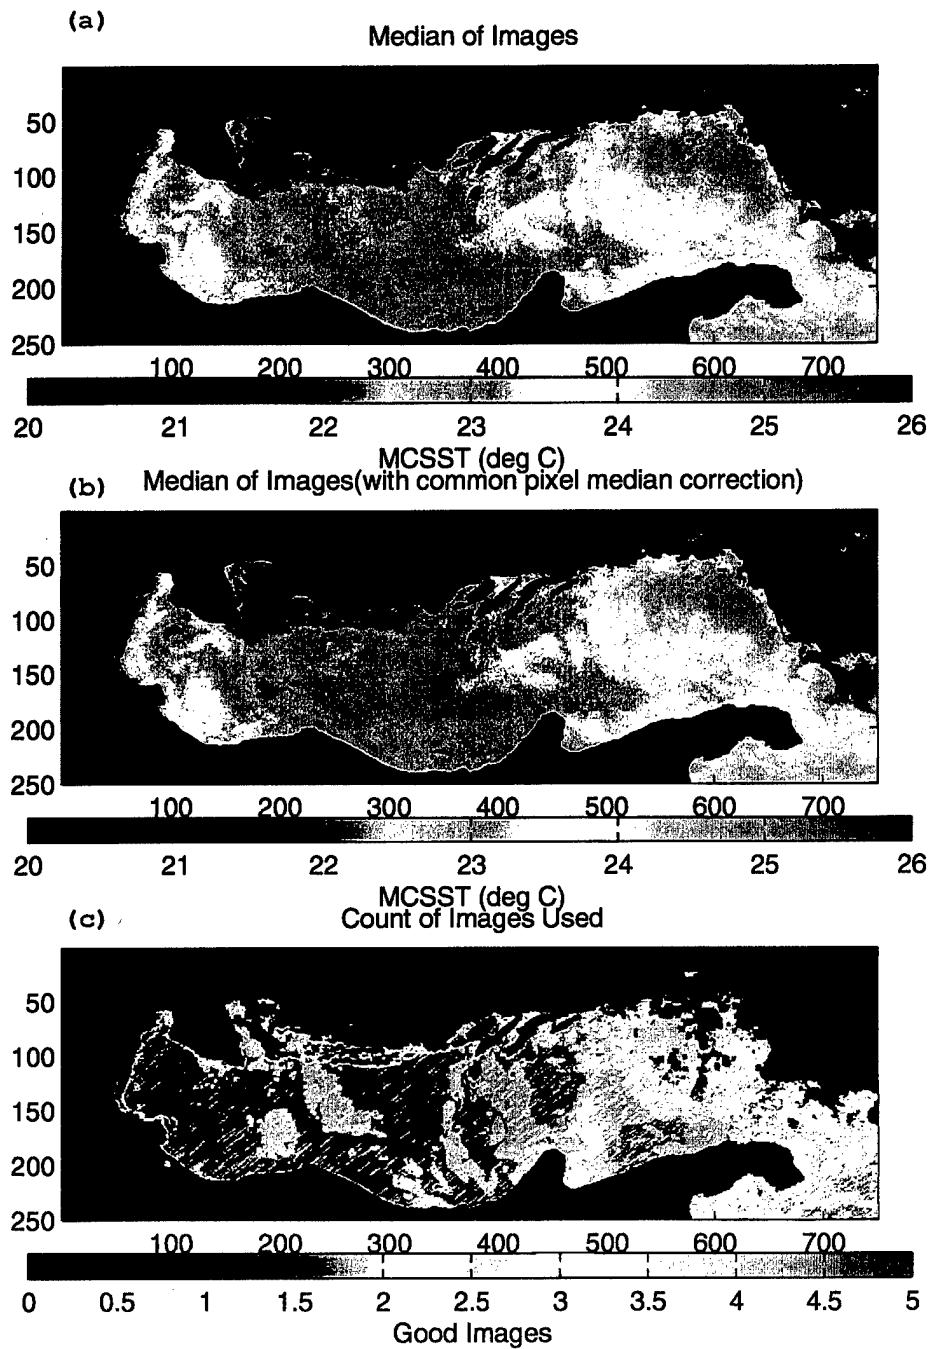 (a)
Median of Images
50
100
150
200
250
100 200 300 400 500 600 700
20 21 22 23 24 25 26
MCSST (deg C)
(b) Median of Images(with common pixel median correction)
50
100
150
200
250
100 200 300 400 500 600 700
20 21 22 23 24 25 26
MCSST (deg C)
(c) Count of Images Used
50
100
150
200
250
100 200 300 400 500 600 700
0 0.5 1 1.5 2 2.5 3 3.5 4 4.5 5
Good Images